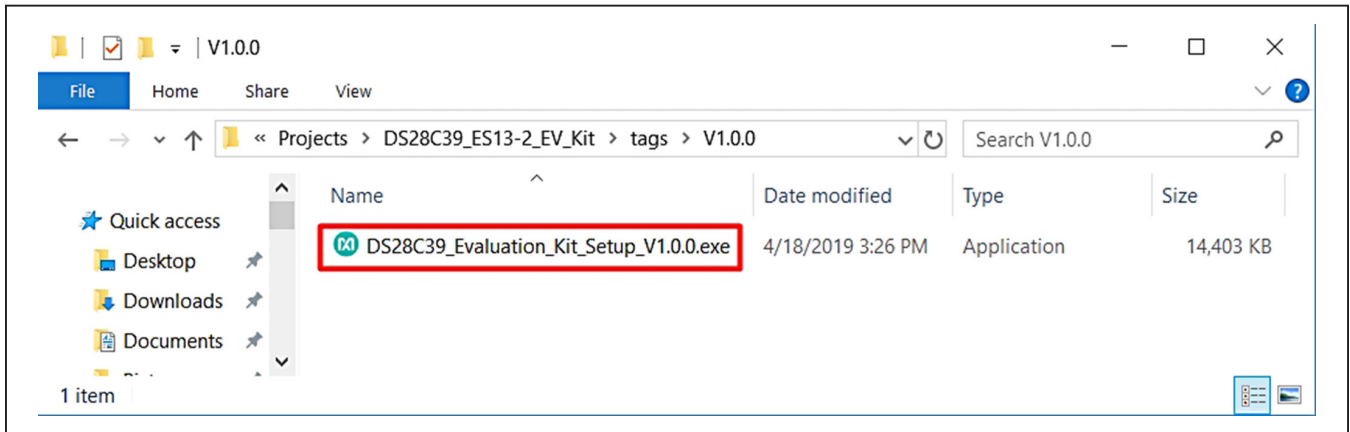 V1.0.0
File Home Share View
« Projects > DS28C39_ES13-2_EV_Kit > tags > V1.0.0 Search V1.0.0
Name Date modified Type Size
Quick access
DS28C39_Evaluation_Kit_Setup_V1.0.0.exe 4/18/2019 3:26 PM Application 14,403 KB
Desktop
Downloads
Documents
1 item